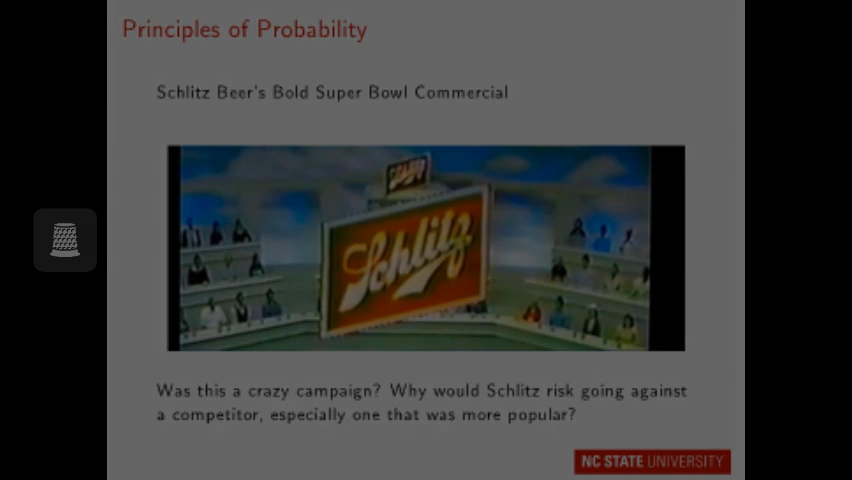 Principles of Probability
Schlitz Beer's Bold Super Bowl Commercial
Schlitz
Was this a crazy campaign? Why would Schlitz risk going against
a competitor, especially one that was more popular?
NC STATE UNIVERSITY